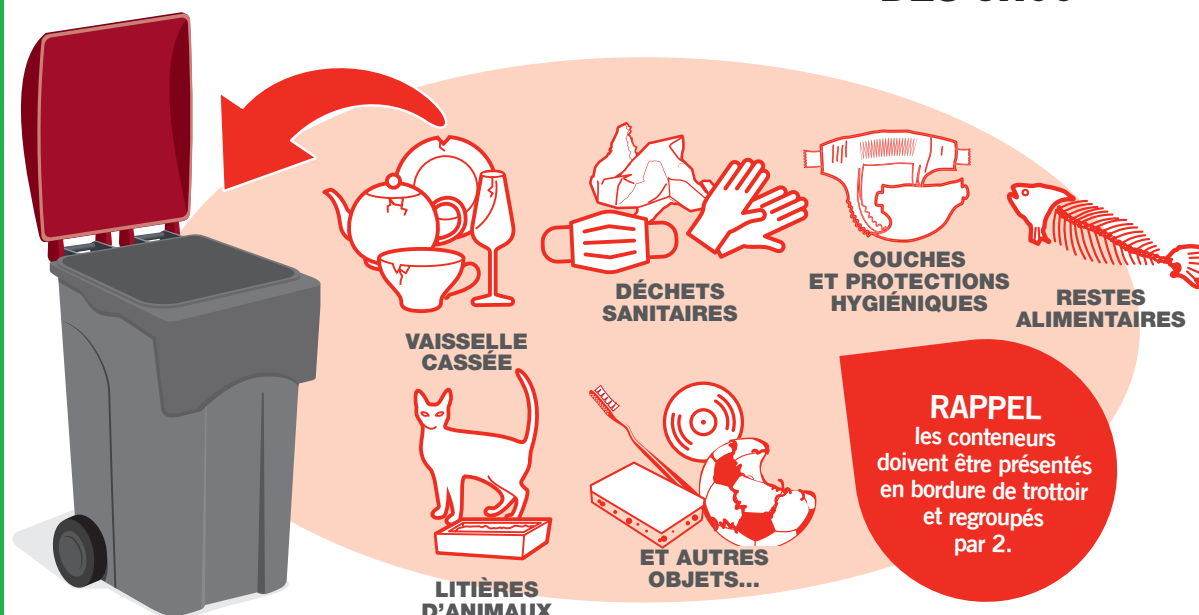 VAISSELLE
CASSÉE
DÉCHETS
SANITAIRES
COUCHES
ET PROTECTIONS
HYGIÉNIQUES
RESTES
ALIMENTAIRES
LITIÈRES
D'ANIMAUX
ET AUTRES
OBJETS...
RAPPEL
les conteneurs
doivent être présentés
en bordure de trottoir
et regroupés
par 2.